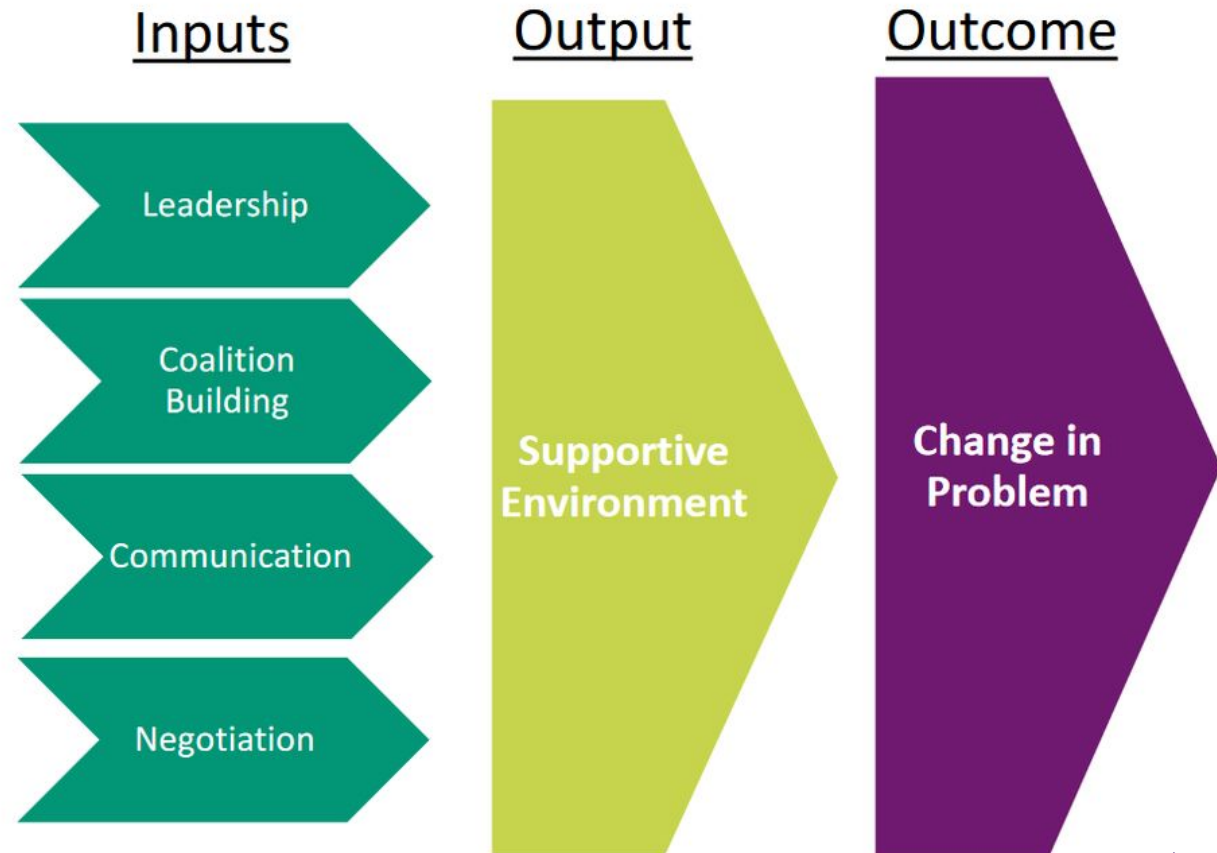 Inputs
Output
Outcome
Leadership
Coalition
Building
Communication
Negotiation
Supportive
Environment
Change in
Problem